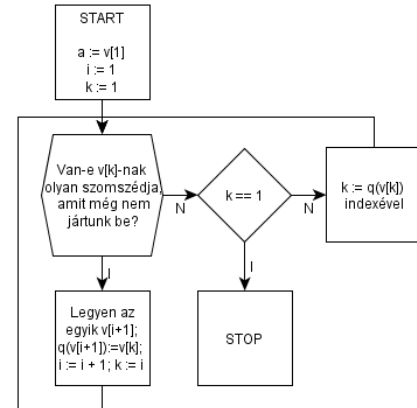 START
a := v[1]
i := 1
k := 1
Van-e v[k]-nak
olyan szomszédja,
amit még nem
jártunk be?
N
k == 1
N
k := q(v[k])
indexével
I
I
Legyen az
egyik v[i+1];
q(v[i+1]):=v[k];
i := i + 1; k := i
STOP